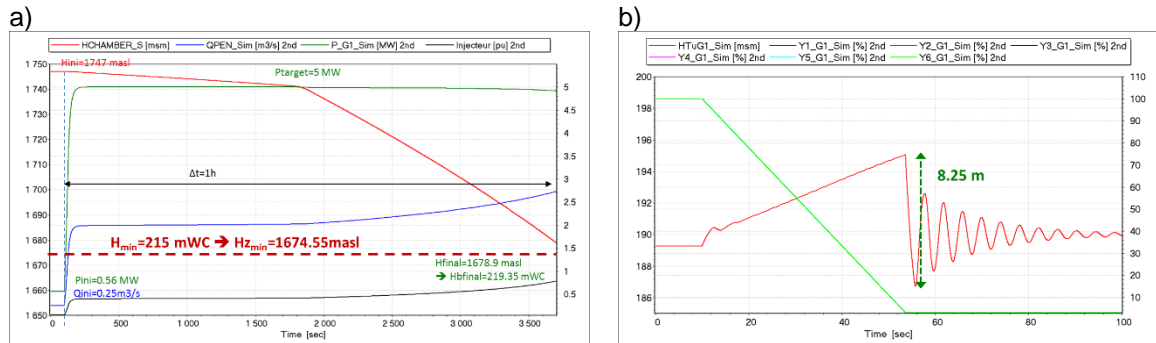 a)
b)
HCHAMBER_S [msm] QPEN_Sim [m3/s] 2nd P_G1_Sim [MW] 2nd Injecteur [pu] 2nd
Hini=1747 masl
Ptarget=5 MW
Δt=1h
Hmin=215 mWC ➔ Hzmin=1674.55masl
Hfinal=1678.9 masl
➔ Hbfinal=219.35 mWC
Pini=0.56 MW
Qini=0.25m3/s
1 750
1 740
1 730
1 720
1 710
1 700
1 690
1 680
1 670
1 660
1 650
5
4.5
4
3.5
3
2.5
2
1.5
1
0.5
0 500 1 000 1 500 2 000 2 500 3 000 3 500
Time [sec]
HTuG1_Sim [msm] Y1_G1_Sim [%] 2nd Y2_G1_Sim [%] 2nd Y3_G1_Sim [%] 2nd
Y4_G1_Sim [%] 2nd Y5_G1_Sim [%] 2nd Y6_G1_Sim [%] 2nd
200
198
196
194
192
190
188
186
110
100
90
80
70
60
50
40
30
20
10
8.25 m
0 20 40 60 80 100
Time [sec]